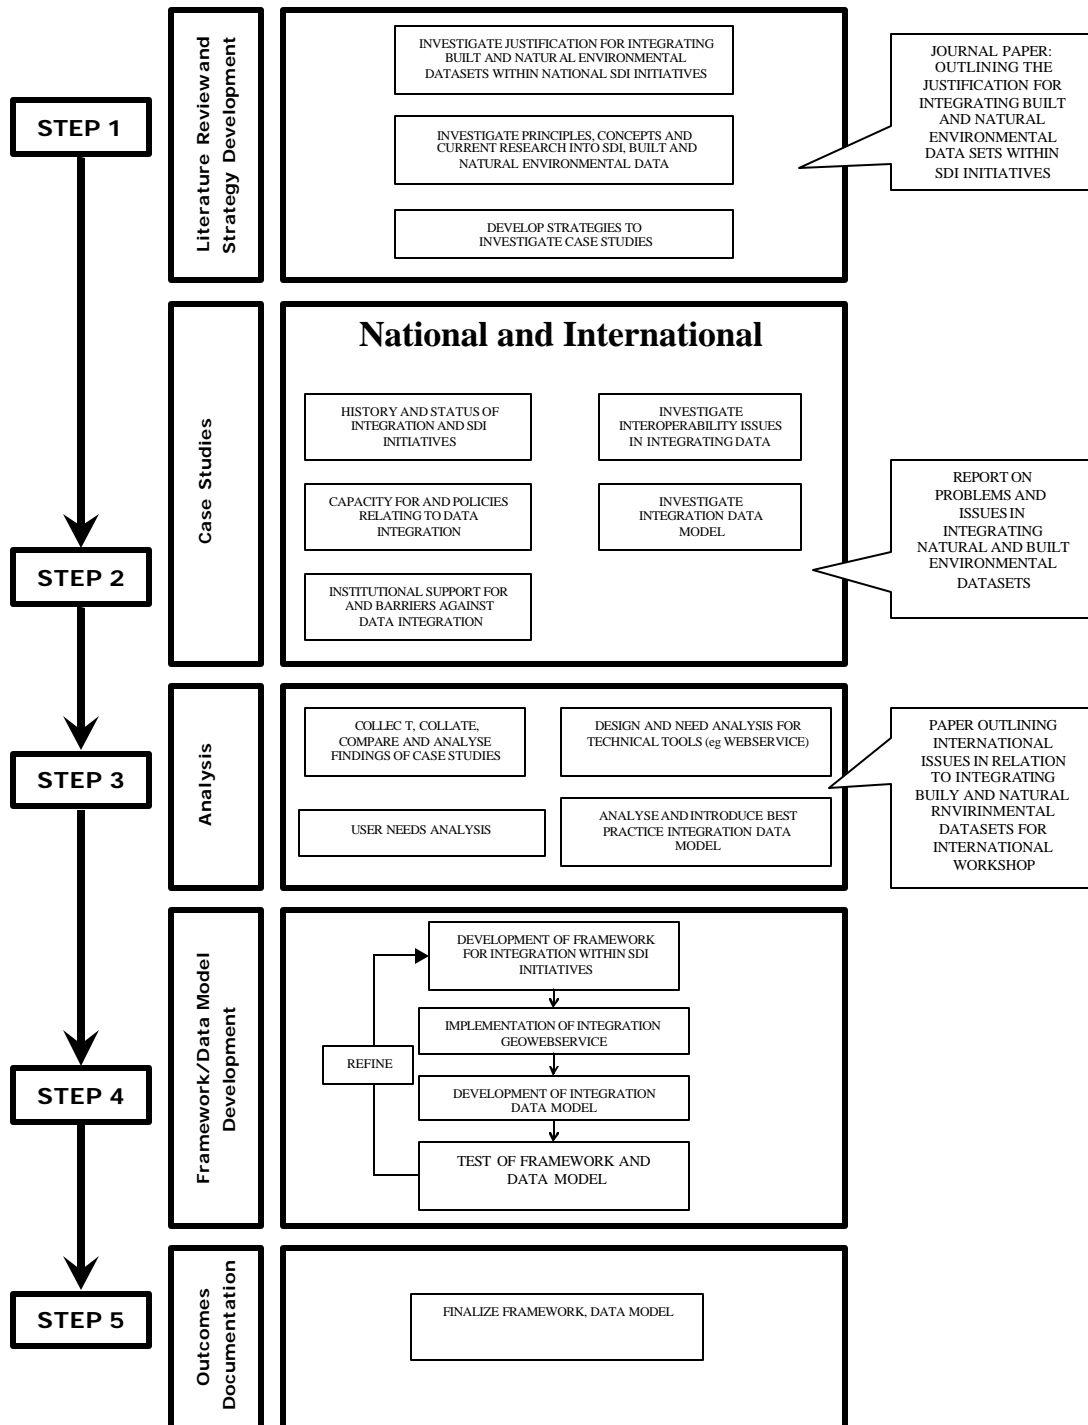 STEP 1
Literature Review and
Strategy Development
INVESTIGATE JUSTIFICATION FOR INTEGRATING
BUILT AND NATURAL ENVIRONMENTAL
DATASETS WITHIN NATIONAL SDI INITIATIVES
INVESTIGATE PRINCIPLES, CONCEPTS AND
CURRENT RESEARCH INTO SDI, BUILT AND
NATURAL ENVIRONMENTAL DATA
DEVELOP STRATEGIES TO
INVESTIGATE CASE STUDIES
JOURNAL PAPER:
OUTLINING THE
JUSTIFICATION FOR
INTEGRATING BUILT
AND NATURAL
ENVIRONMENTAL
DATA SETS WITHIN
SDI INITIATIVES
STEP 2
Case Studies
National and International
HISTORY AND STATUS OF
INTEGRATION AND SDI
INITIATIVES
INVESTIGATE
INTEROPERABILITY ISSUES
IN INTEGRATING DATA
CAPACITY FOR AND POLICIES
RELATING TO DATA
INTEGRATION
INVESTIGATE
INTEGRATION DATA
MODEL
INSTITUTIONAL SUPPORT FOR
AND BARRIERS AGAINST
DATA INTEGRATION
REPORT ON
PROBLEMS AND
ISSUES IN
INTEGRATING
NATURAL AND BUILT
ENVIRONMENTAL
DATASETS
STEP 3
Analysis
COLLEC T, COLLATE,
COMPARE AND ANALYSE
FINDINGS OF CASE STUDIES
DESIGN AND NEED ANALYSIS FOR
TECHNICAL TOOLS (eg WEBSERVICE)
USER NEEDS ANALYSIS
ANALYSE AND INTRODUCE BEST
PRACTICE INTEGRATION DATA
MODEL
PAPER OUTLINING
INTERNATIONAL
ISSUES IN RELATION
TO INTEGRATING
BUILY AND NATURAL
RNVIRINMENTAL
DATASETS FOR
INTERNATIONAL
WORKSHOP
STEP 4
Framework/Data Model
Development
DEVELOPMENT OF FRAMEWORK
FOR INTEGRATION WITHIN SDI
INITIATIVES
IMPLEMENTATION OF INTEGRATION
GEOWEBSERVICE
REFINE
DEVELOPMENT OF INTEGRATION
DATA MODEL
TEST OF FRAMEWORK AND
DATA MODEL
STEP 5
Outcomes
Documentation
FINALIZE FRAMEWORK, DATA MODEL